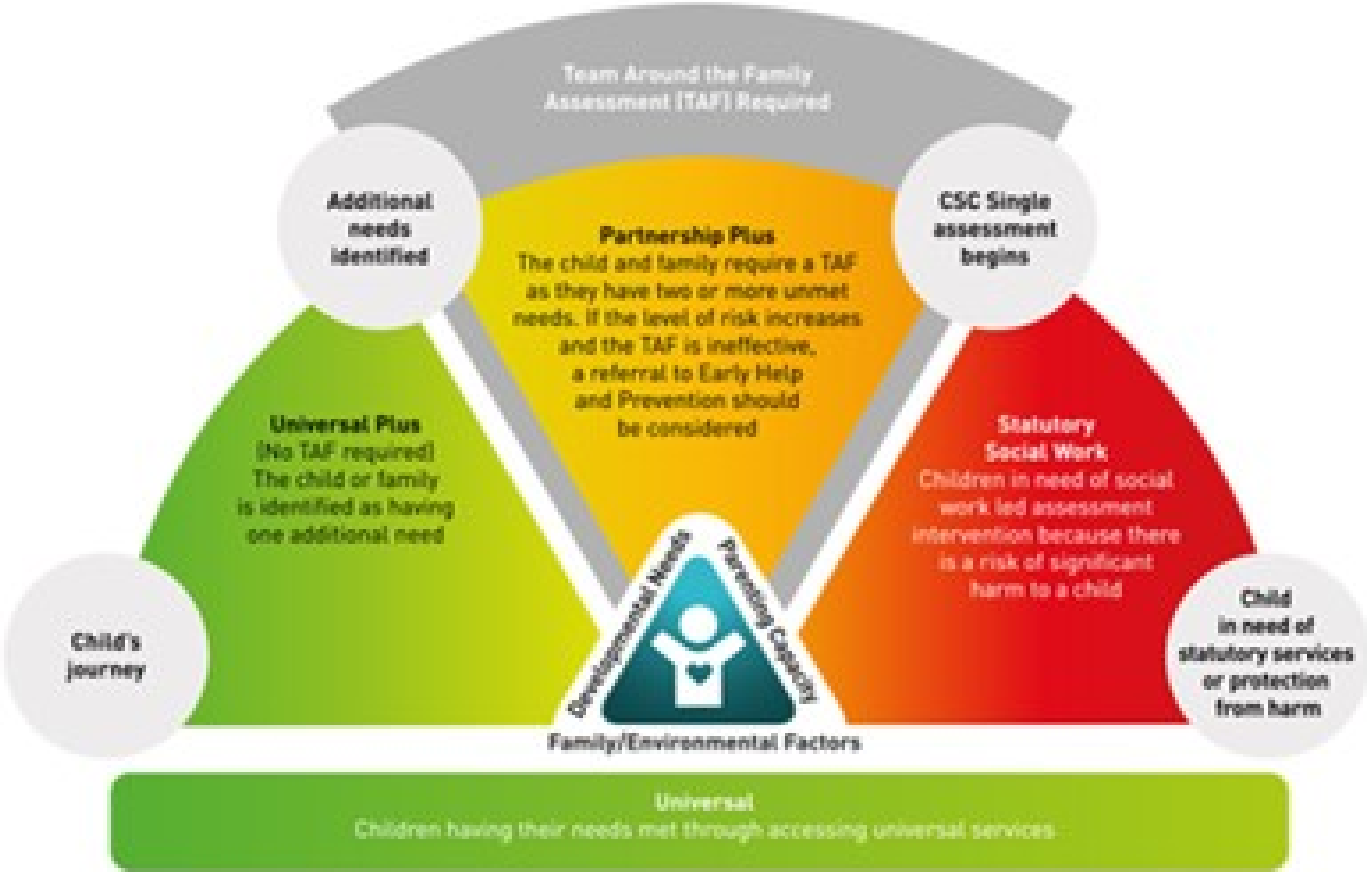 Team Around the Family
Assessment (TAF) Required
Additional
needs
identified
CSC Single
assessment
begins
Partnership Plus
The child and family require a TAF
as they have two or more unmet
needs. If the level of risk increases
and the TAF is ineffective,
a referral to Early Help
and Prevention should
be considered
Universal Plus
(No TAF required)
The child or family
is identified as having
one additional need
Statutory
Social Work
Children in need of social
work led assessment
intervention because there
is a risk of significant
harm to a child
Child's
journey
Developmental Needs
Parenting Capacity
Family/Environmental Factors
Child
in need of
statutory services
or protection
from harm
Universal
Children having their needs met through accessing universal services